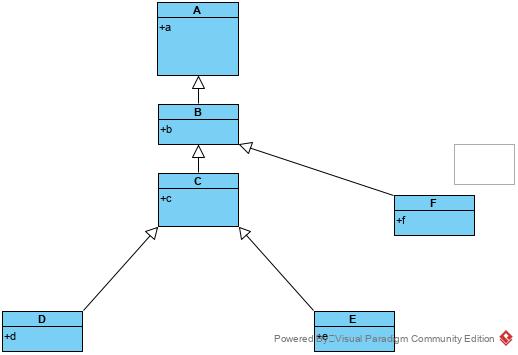 A
+a
B
+b
C
+c
F
+f
D
+d
E
+e
Powered By Visual Paradigm Community Edition